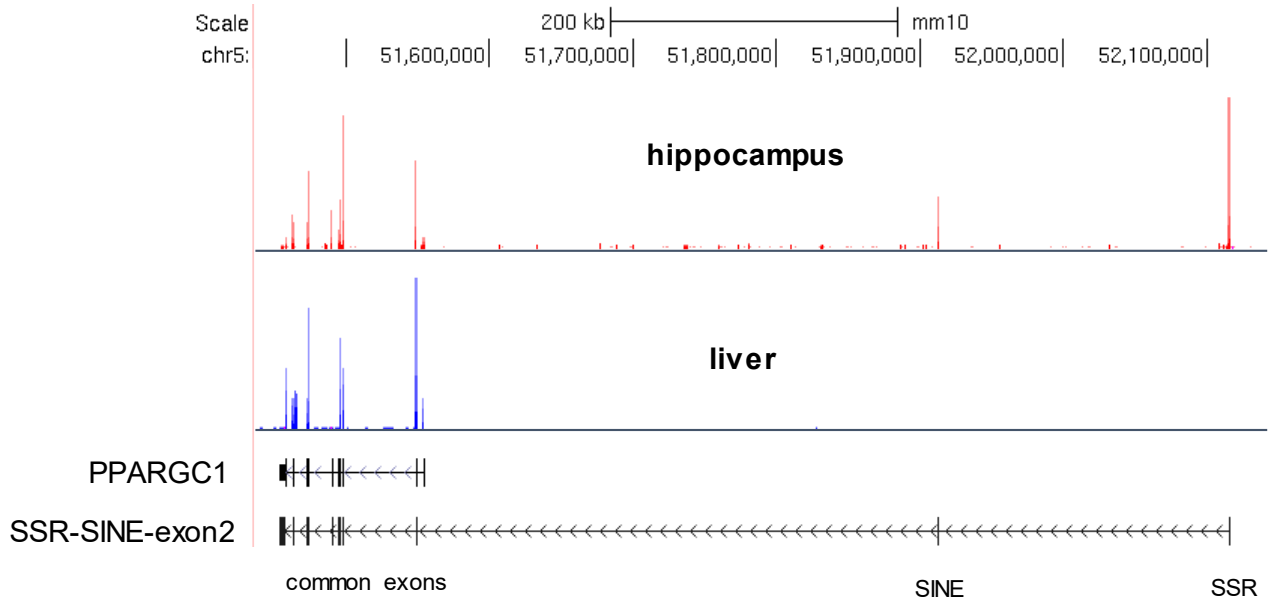 Scale 200 kb mm10
chr5: 51,600,000 51,700,000 51,800,000 51,900,000 52,000,000 52,100,000
hippocampus
liver
PPARGC1
SSR-SINE-exon2
common exons SINE SSR